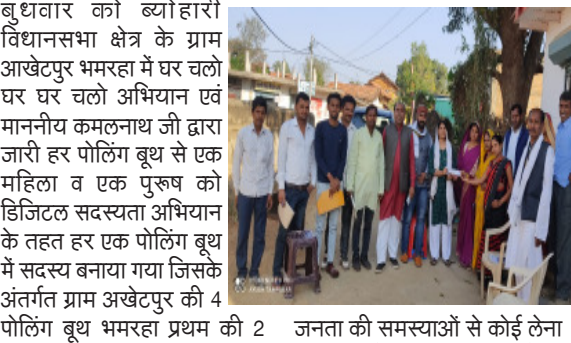 बुधवार को ब्यौहारी
विधानसभा क्षेत्र के ग्राम
आखेटपुर भमरहा में घर चलो
घर घर चलो अभियान एवं
माननीय कमलनाथ जी द्वारा
जारी हर पोलिंग बूथ से एक
महिला व एक पुरूष को
डिजिटल सदस्यता अभियान
के तहत हर एक पोलिंग बूथ
में सदस्य बनाया गया जिसके
अंतर्गत ग्राम अखेटपुर की 4
पोलिंग बूथ भमरहा प्रथम की 2
जनता की समस्याओं से कोई लेना